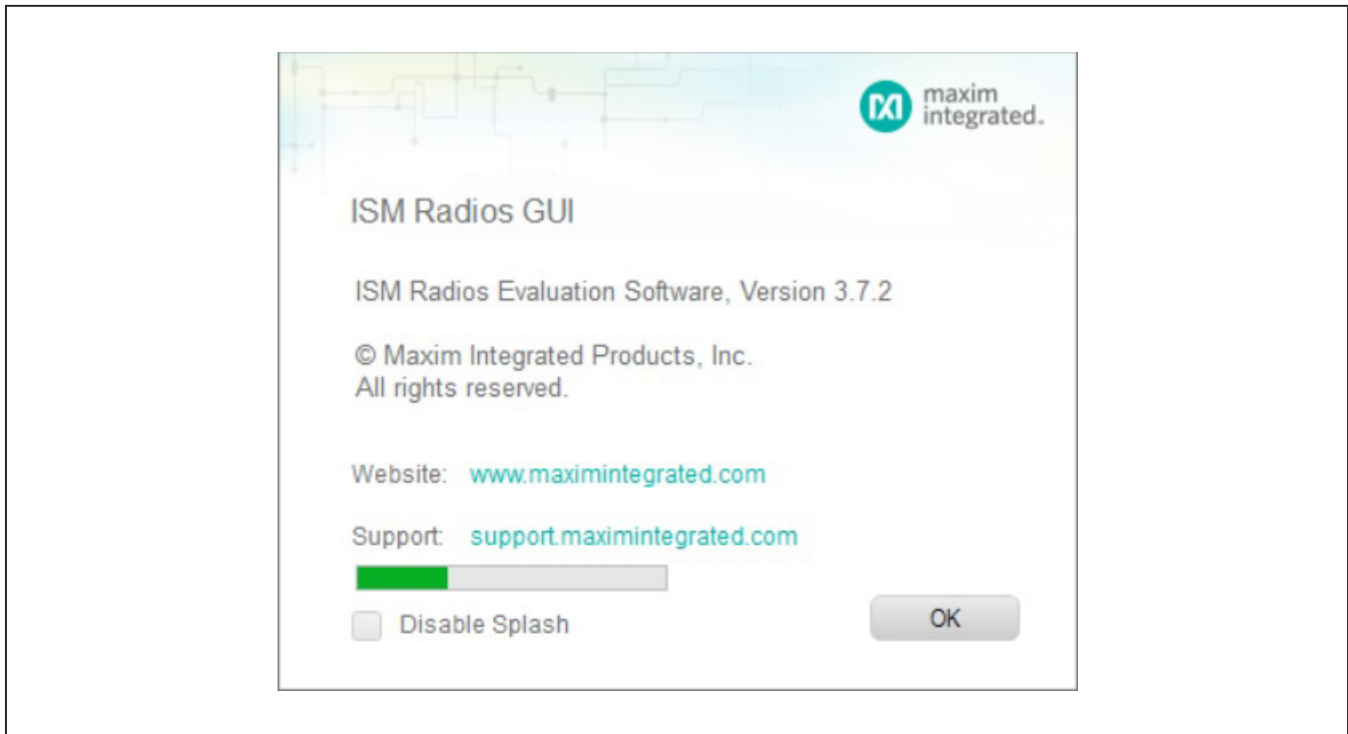 maxim
integrated™
ISM Radios GUI
ISM Radios Evaluation Software, Version 3.7.2
© Maxim Integrated Products, Inc.
All rights reserved.
Website: www.maximintegrated.com
Support: support.maximintegrated.com
Disable Splash
OK